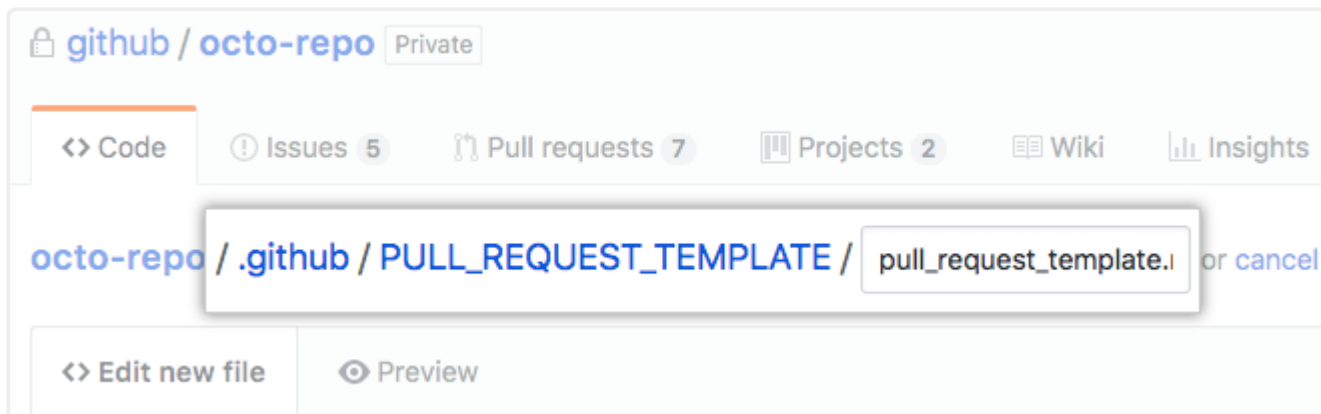 github / octo-repo Private
Code Issues 5 Pull requests 7 Projects 2 Wiki Insights
octo-repo / .github / PULL_REQUEST_TEMPLATE / pull_request_template. or cancel
Edit new file Preview